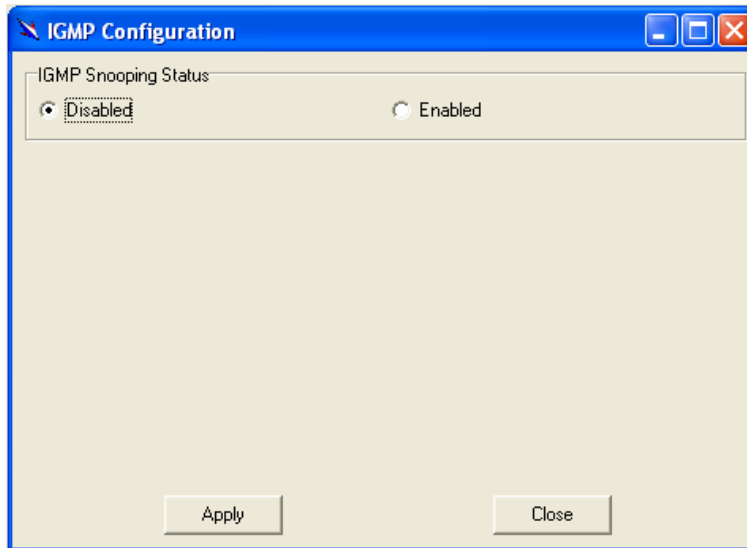 IGMP Configuration
IGMP Snooping Status
Disabled
Enabled
Apply
Close